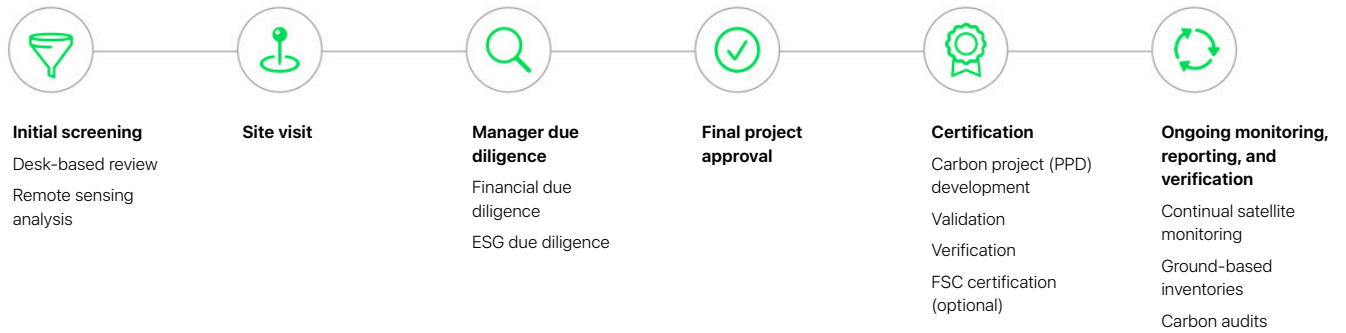 Initial screening
Desk-based review
Remote sensing
analysis
Site visit
Manager due
diligence
Financial due
diligence
ESG due diligence
Final project
approval
Certification
Carbon project (PPD)
development
Validation
Verification
FSC certification
(optional)
Ongoing monitoring,
reporting, and
verification
Continual satellite
monitoring
Ground-based
inventories
Carbon audits